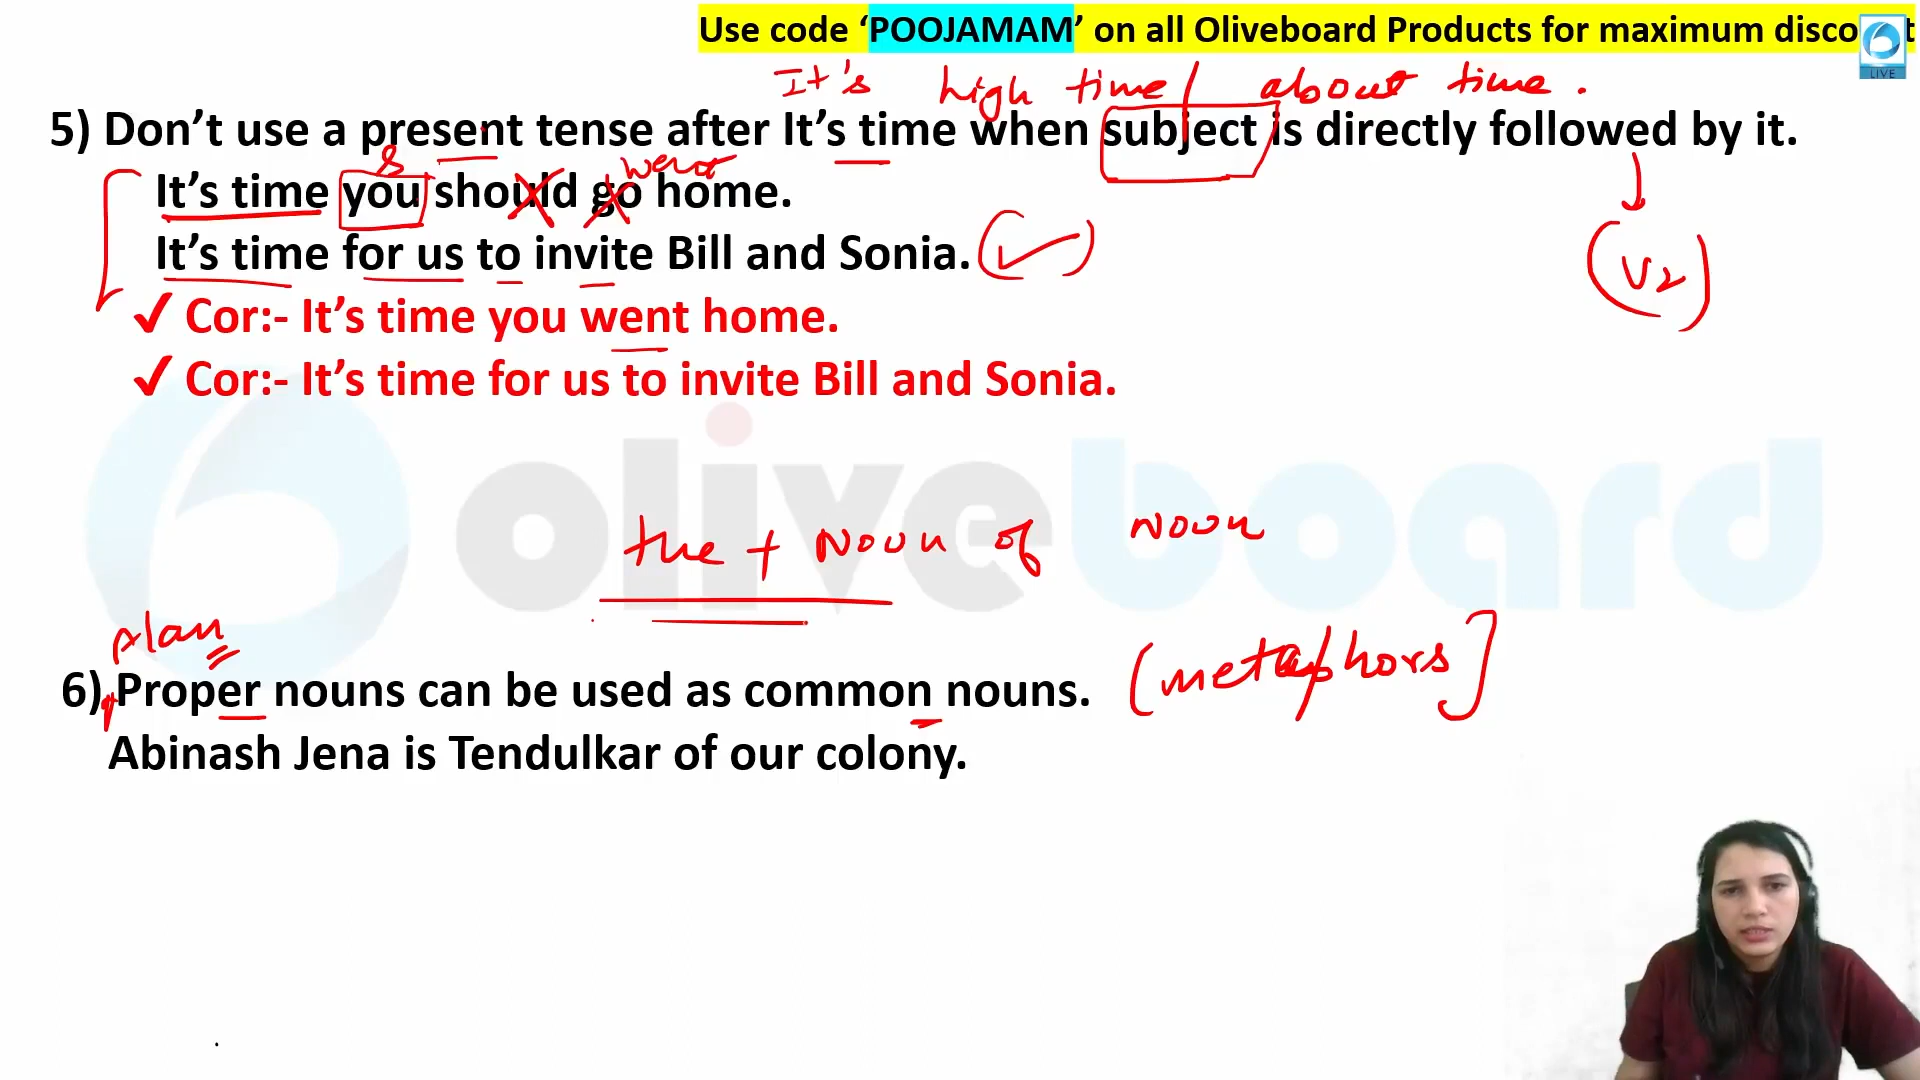 Use code ‘POOJAMAM’ on all Oliveboard Products for maximum disco t
LIVE
It's high time / about time.
5) Don’t use a present tense after It’s time when subject is directly followed by it.
s went
It’s time you should go home.
It’s time for us to invite Bill and Sonia.
(V2)
✓ Cor:- It’s time you went home.
✓ Cor:- It’s time for us to invite Bill and Sonia.
oliveboard
the + Noun of Noun
6) Proper nouns can be used as common nouns. [metaphors]
Abinash Jena is Tendulkar of our colony.